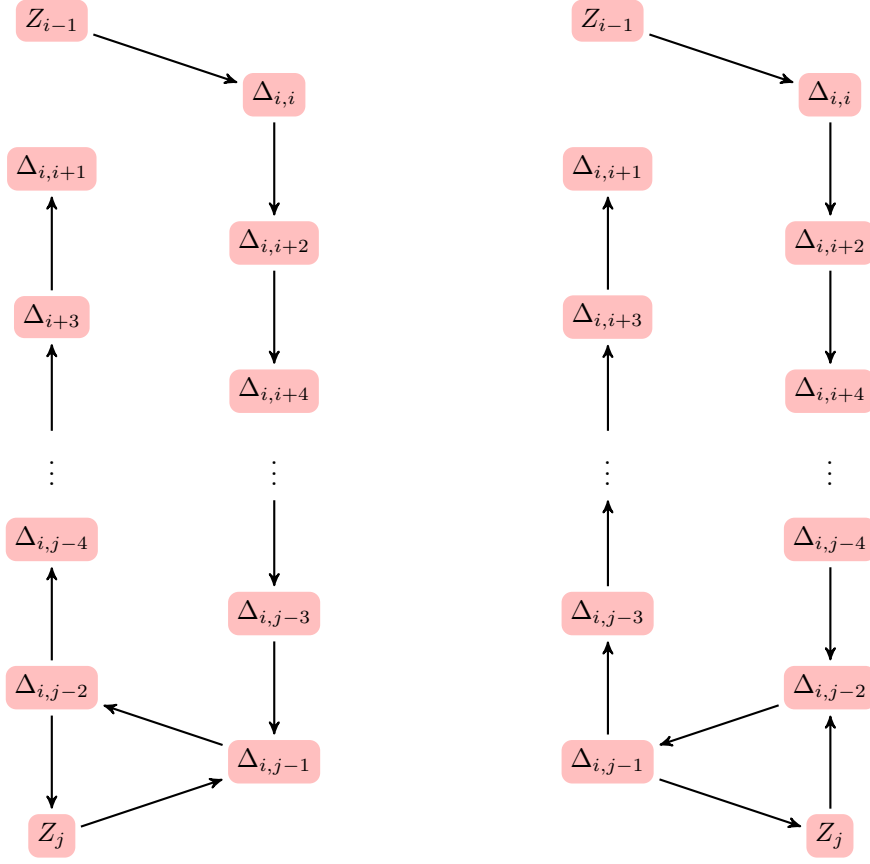 Z_{i-1} Z_{i-1}
Δ_{i,i} Δ_{i,i}
Δ_{i,i+1} Δ_{i,i+1}
Δ_{i,i+2} Δ_{i,i+2}
Δ_{i+3} Δ_{i,i+3}
Δ_{i,i+4} Δ_{i,i+4}
⋮ ⋮ ⋮ ⋮
Δ_{i,j-4} Δ_{i,j-4}
Δ_{i,j-3} Δ_{i,j-3}
Δ_{i,j-2} Δ_{i,j-2}
Δ_{i,j-1} Δ_{i,j-1}
Z_j Z_j